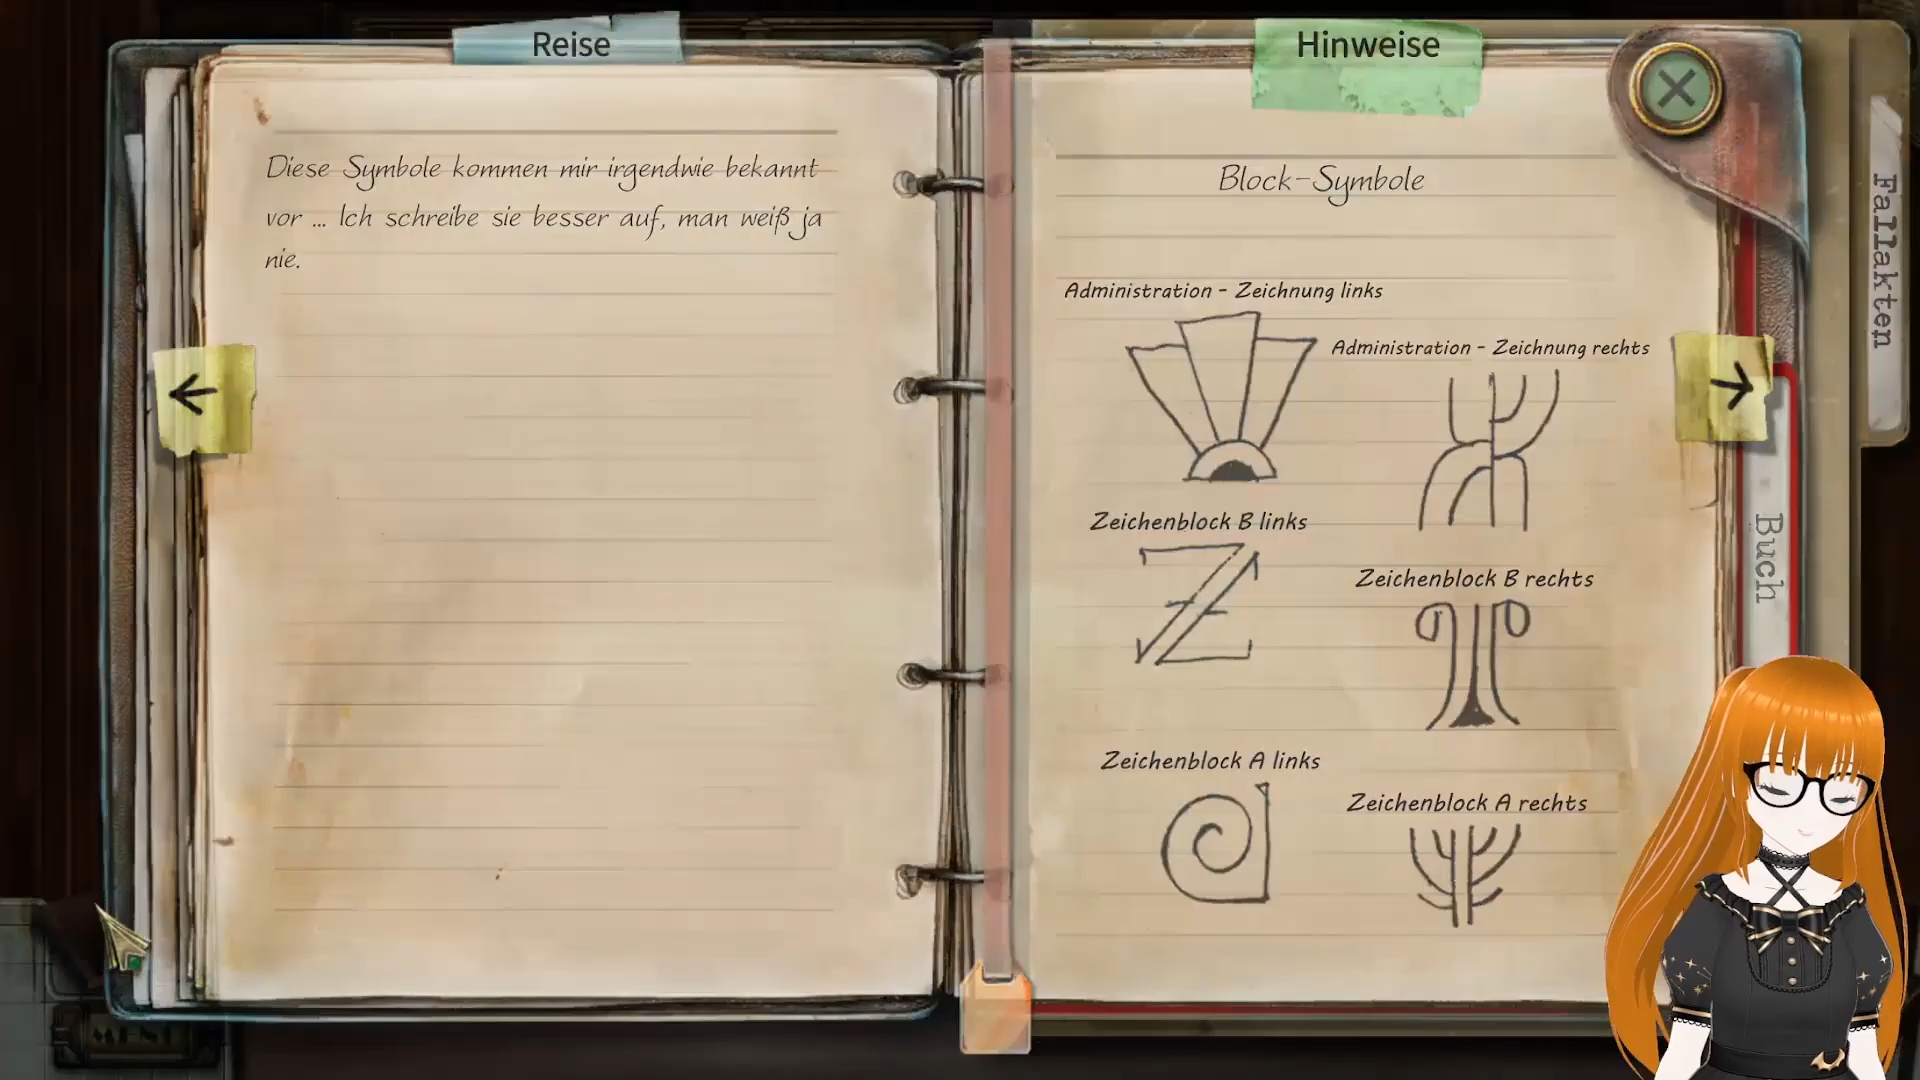 Reise
Diese Symbole kommen mir irgendwie bekannt
vor ... Ich schreibe sie besser auf, man weiß ja
nie.
Hinweise
Block-Symbole
Administration - Zeichnung links
Administration - Zeichnung rechts
Zeichenblock B links
Zeichenblock B rechts
Zeichenblock A links
Zeichenblock A rechts
Fallakten
Buch